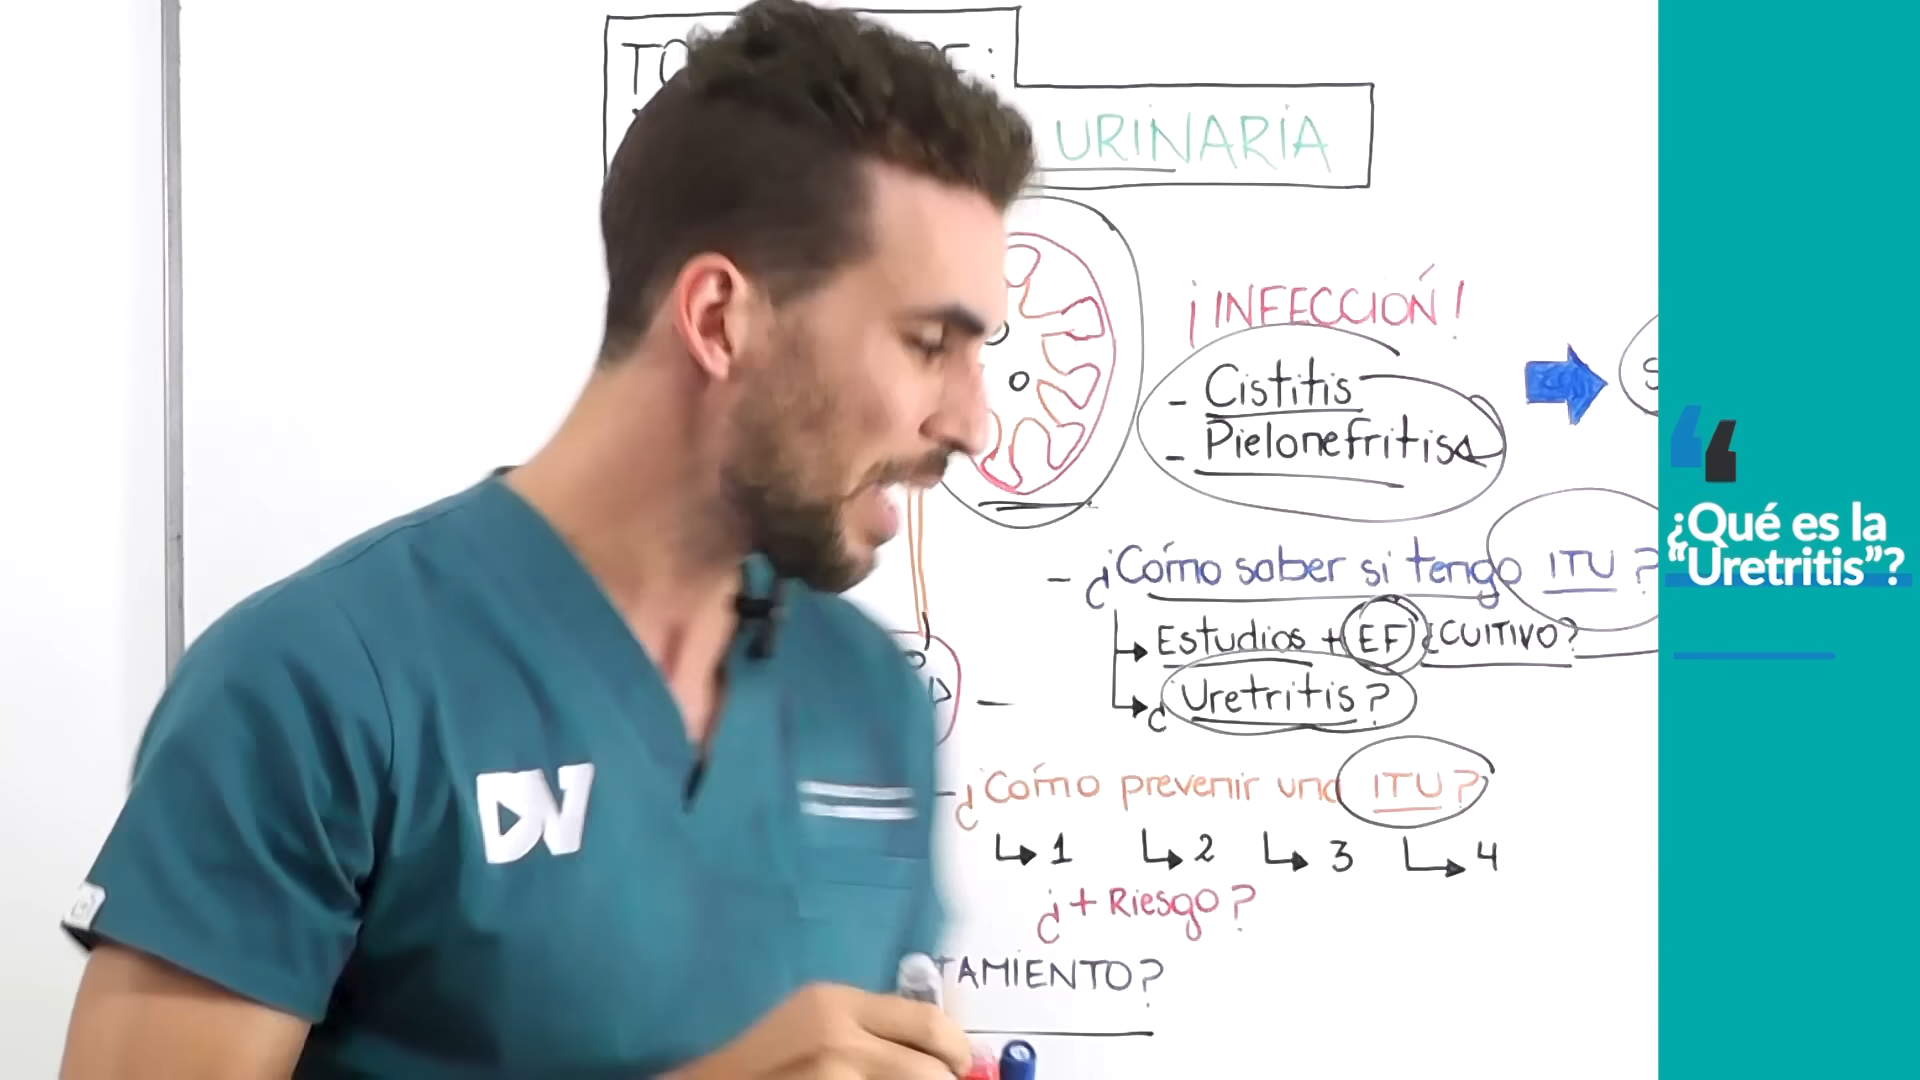 URINARIA
¡INFECCIÓN!
- Cistitis
- Pielonefritis
- ¿Cómo saber si tengo ITU?
Estudios + EF ¿CULTIVO?
¿Uretritis?
- ¿Cómo prevenir una ITU?
1 2 3 4
¿+ Riesgo?
TAMIENTO?
DN
¿Qué es la
"Uretritis"?